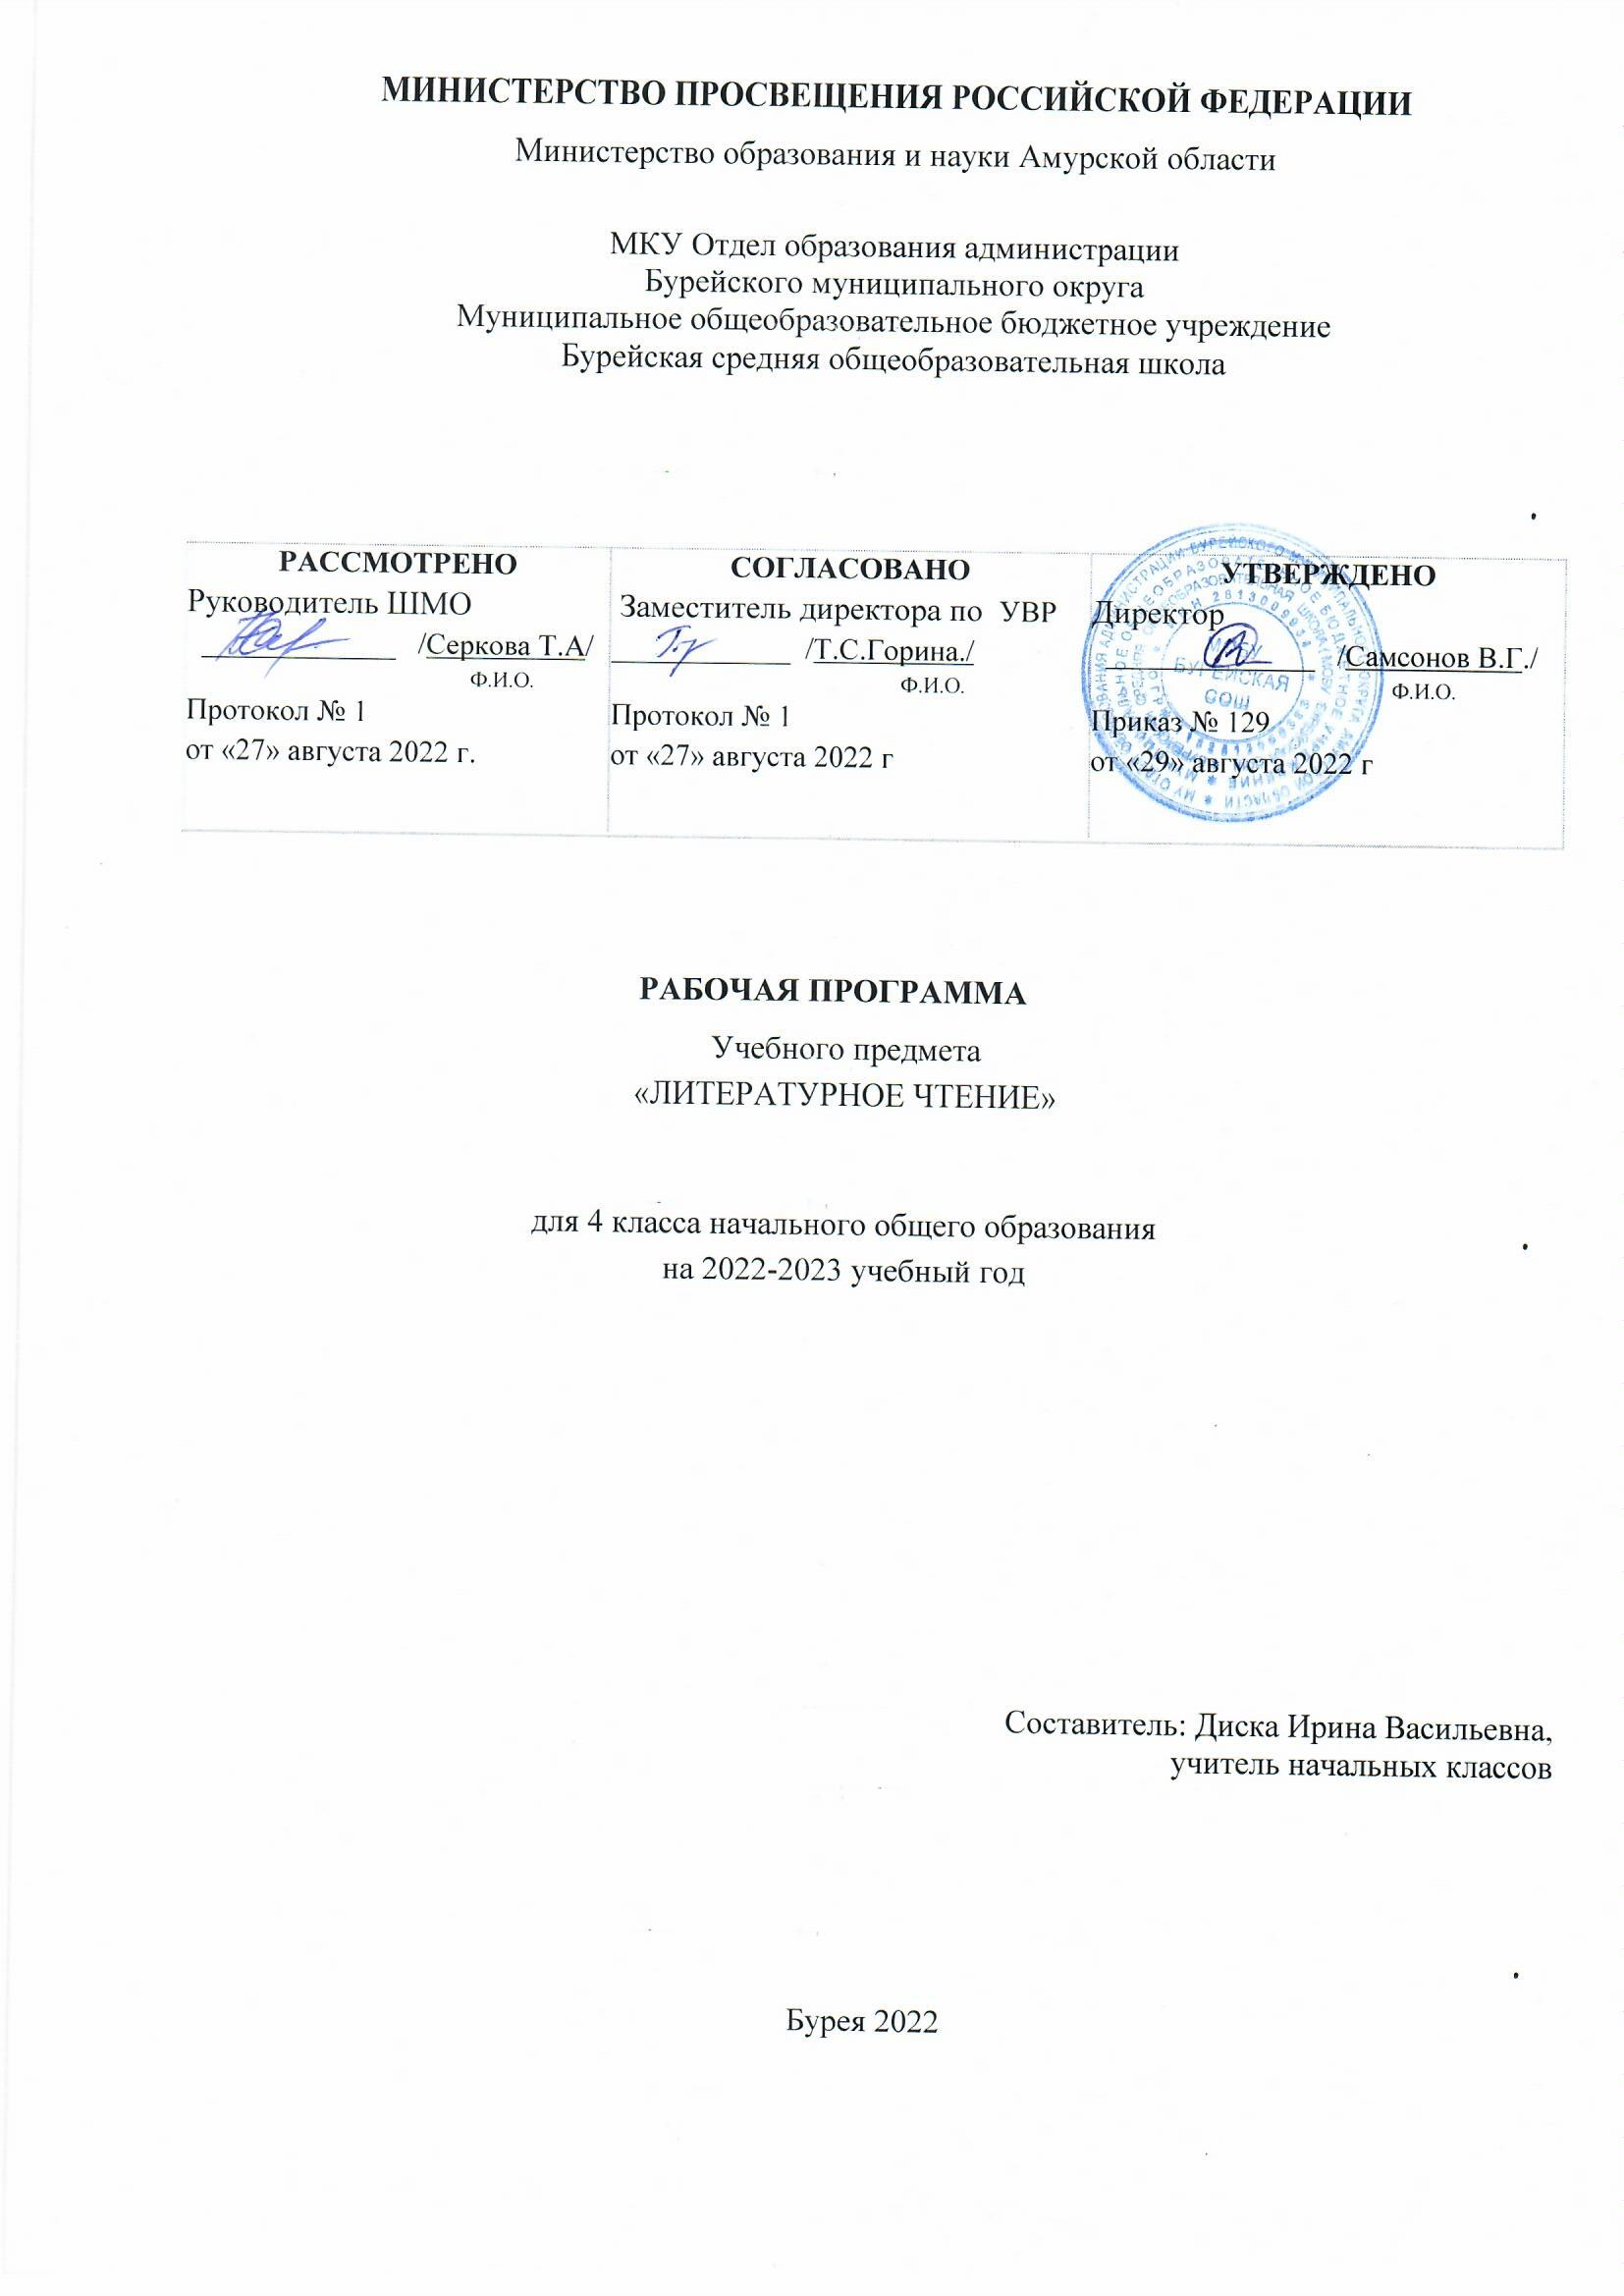 МИНИСТЕРСТВО ПРОСВЕЩЕНИЯ РОССИЙСКОЙ ФЕДЕРАЦИИ
Министерство образования и науки Амурской области
МКУ Отдел образования администрации
Бурейского муниципального округа
Муниципальное общеобразовательное бюджетное учреждение
Бурейская средняя общеобразовательная школа
РАССМОТРЕНО
Руководитель ШМО
/Серкова Т.А/
Ф.И.О.
Протокол № 1
от «27» августа 2022 г.
СОГЛАСОВАНО
Заместитель директора по УВР
/Т.С.Горина./
Ф.И.О.
Протокол № 1
от «27» августа 2022 г
УТВЕРЖДЕНО
Директор
/Самсонов В.Г./
Ф.И.О.
Приказ № 129
от «29» августа 2022 г
БУРЕЙСКАЯ
СОШ
РАБОЧАЯ ПРОГРАММА
Учебного предмета
«ЛИТЕРАТУРНОЕ ЧТЕНИЕ»
для 4 класса начального общего образования
на 2022-2023 учебный год
Составитель: Диска Ирина Васильевна,
учитель начальных классов
Бурея 2022